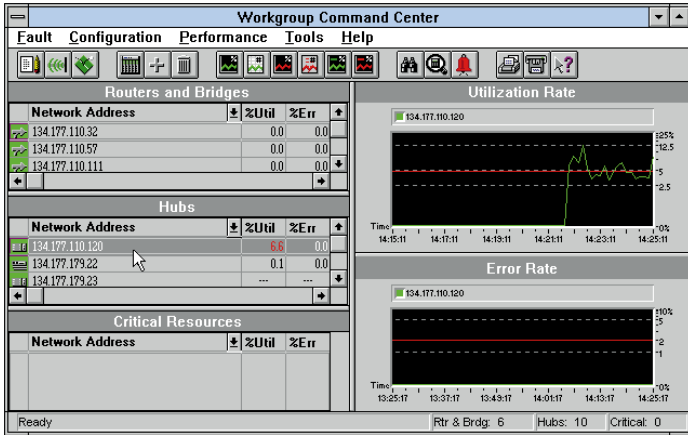 Workgroup Command Center
Fault Configuration Performance Tools Help
Routers and Bridges
Network Address %Util %Err
134.177.110.32 0.0 0.0
134.177.110.57 0.0 0.0
134.177.110.111 0.0 0.0
Hubs
Network Address %Util %Err
134.177.110.120 6.6 0.0
134.177.179.22 0.1 0.0
134.177.179.23 --- ---
Critical Resources
Network Address %Util %Err
Utilization Rate
134.177.110.120
25%
12.5
5
2.5
0%
Time
14:15:11 14:17:11 14:19:11 14:21:11 14:23:11 14:25:11
Error Rate
134.177.110.120
10%
5
2
1
0%
Time
13:25:17 13:37:17 13:49:17 14:01:17 14:13:17 14:25:17
Ready Rtr & Brdg: 6 Hubs: 10 Critical: 0